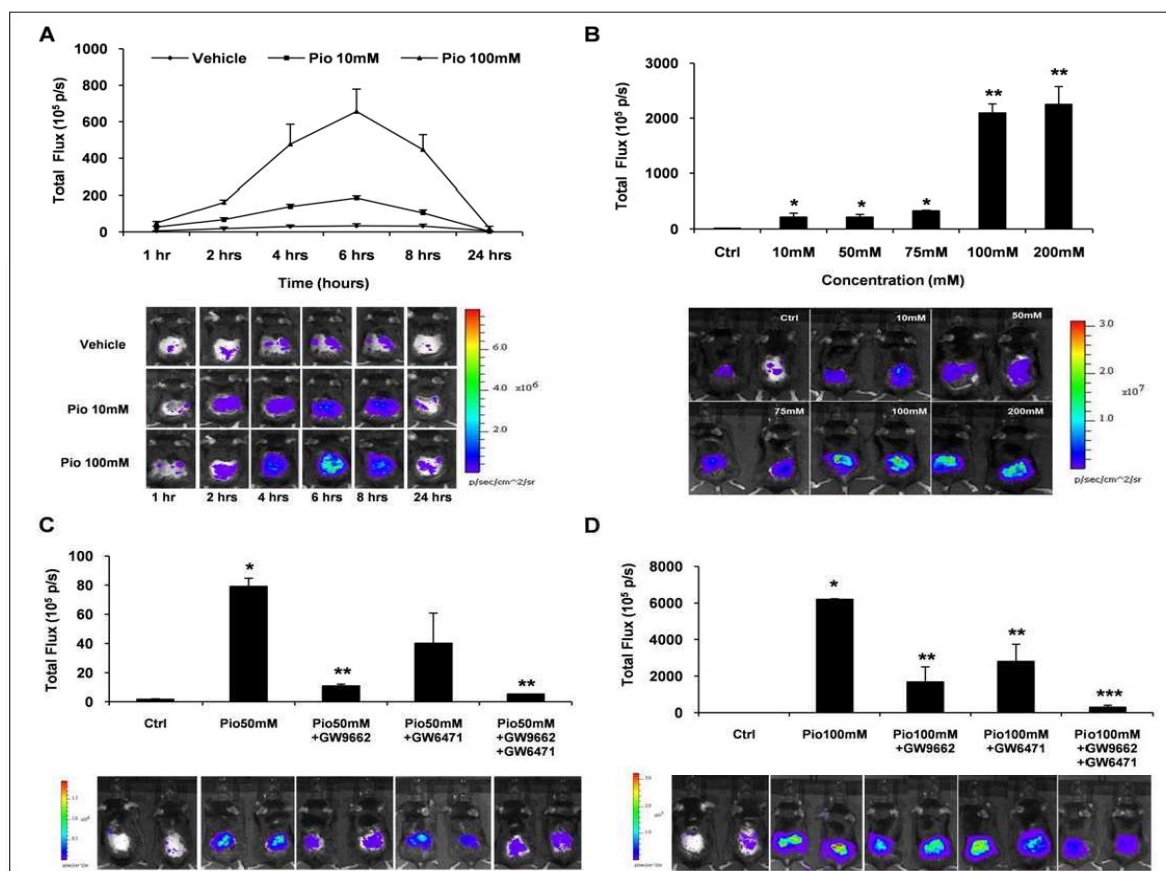 A
1000
800
600
400
200
0
Total Flux (10⁵ p/s)
Vehicle Pio 10mM Pio 100mM
1 hr 2 hrs 4 hrs 6 hrs 8 hrs 24 hrs
Time (hours)
Vehicle
Pio 10mM
Pio 100mM
1 hr 2 hrs 4 hrs 6 hrs 8 hrs 24 hrs
6.0
4.0
x10⁶
2.0
p/sec/cm^2/sr
B
3000
2000
1000
0
Total Flux (10⁵ p/s)
* * * ** **
Ctrl 10mM 50mM 75mM 100mM 200mM
Concentration (mM)
Ctrl 10mM 50mM
75mM 100mM 200mM
3.0
2.0
x10⁷
1.0
p/sec/cm^2/sr
C
100
80
60
40
20
0
Total Flux (10⁵ p/s)
* ** **
Ctrl Pio50mM Pio50mM Pio50mM Pio50mM
+GW9662 +GW6471 +GW9662
+GW6471
D
8000
6000
4000
2000
0
Total Flux (10⁵ p/s)
* ** ** ***
Ctrl Pio100mM Pio100mM Pio100mM Pio100mM
+GW9662 +GW6471 +GW9662
+GW6471